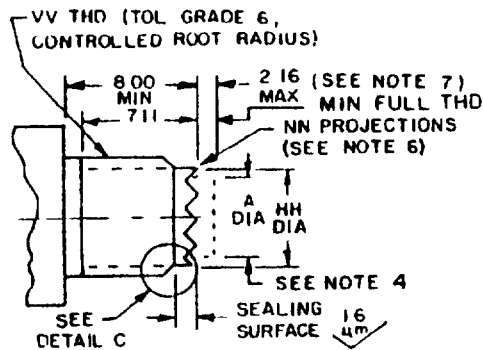 VV THD (TOL GRADE 6,
CONTROLLED ROOT RADIUS)
8.00
MIN
7.11
2.16 (SEE NOTE 7)
MAX MIN FULL THD
NN PROJECTIONS
(SEE NOTE 6)
A
DIA
HH
DIA
SEE NOTE 4
SEE
DETAIL C
SEALING
SURFACE
1.6
µm